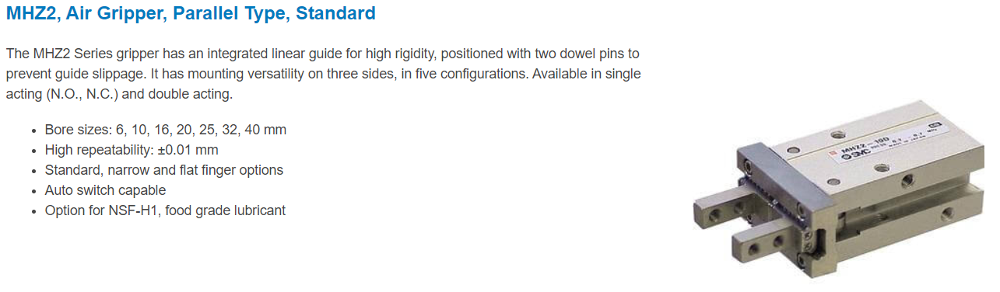 MHZ2, Air Gripper, Parallel Type, Standard
The MHZ2 Series gripper has an integrated linear guide for high rigidity, positioned with two dowel pins to
prevent guide slippage. It has mounting versatility on three sides, in five configurations. Available in single
acting (N.O., N.C.) and double acting.
• Bore sizes: 6, 10, 16, 20, 25, 32, 40 mm
• High repeatability: ±0.01 mm
• Standard, narrow and flat finger options
• Auto switch capable
• Option for NSF-H1, food grade lubricant
MHZ2-16D
SMC